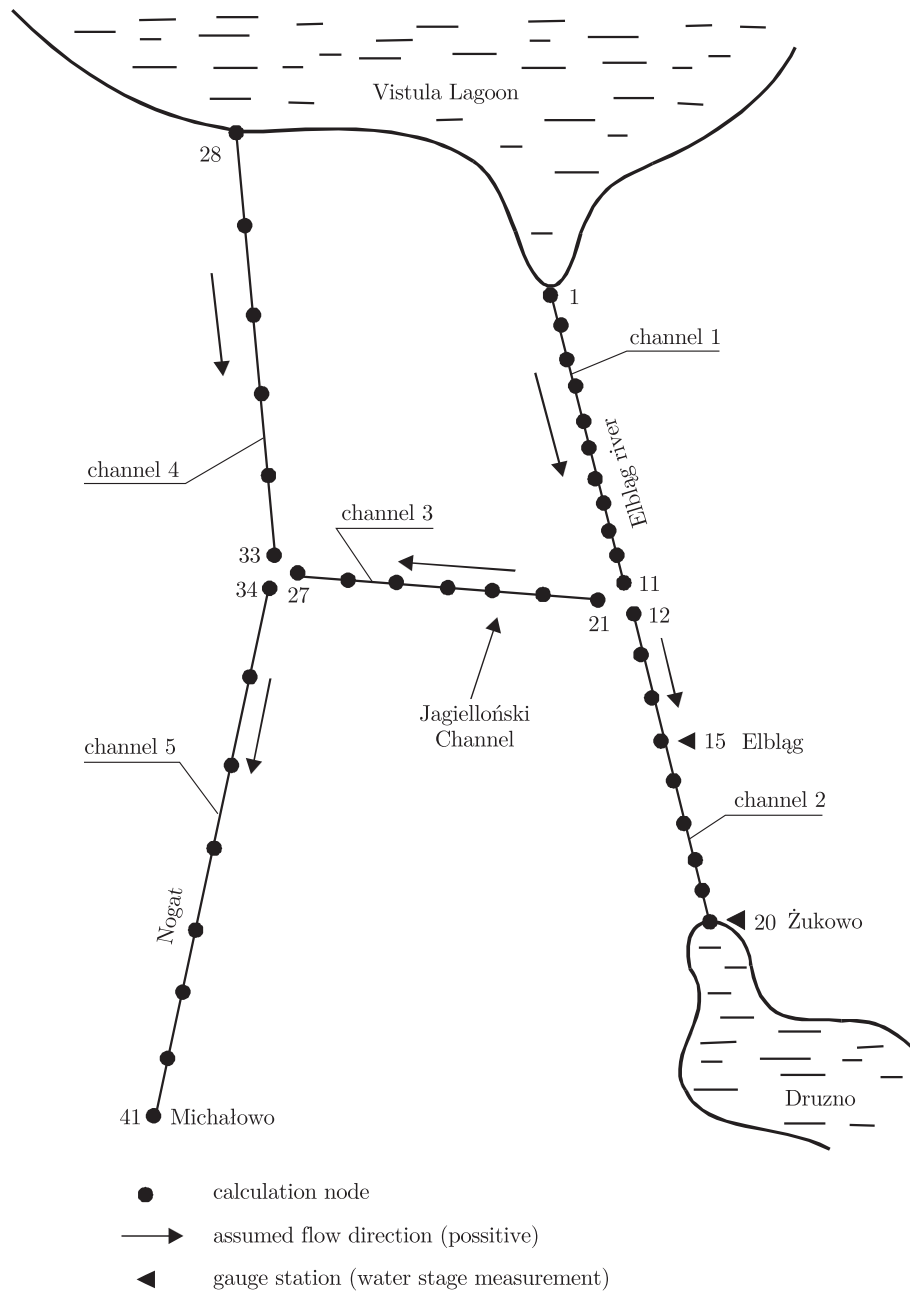 Vistula Lagoon
28
1
channel 1
Elbląg river
channel 4
channel 3
33
27
34
11
12
21
Jagielloński
Channel
15 Elbląg
channel 5
channel 2
Nogat
20 Żukowo
Druzno
41 Michałowo
calculation node
assumed flow direction (possitive)
gauge station (water stage measurement)